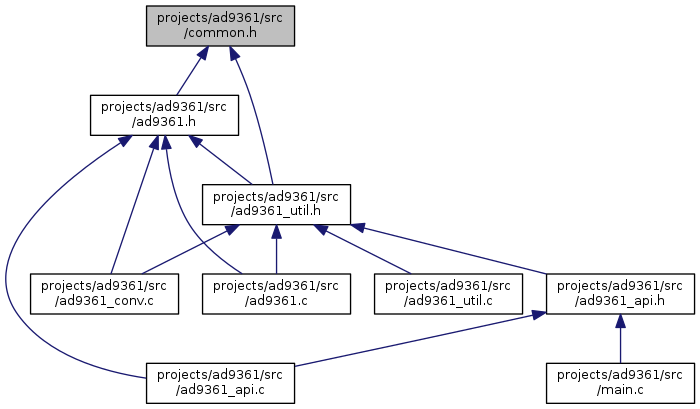 projects/ad9361/src
/common.h
projects/ad9361/src
/ad9361.h
projects/ad9361/src
/ad9361_util.h
projects/ad9361/src
/ad9361_conv.c
projects/ad9361/src
/ad9361.c
projects/ad9361/src
/ad9361_util.c
projects/ad9361/src
/ad9361_api.h
projects/ad9361/src
/ad9361_api.c
projects/ad9361/src
/main.c